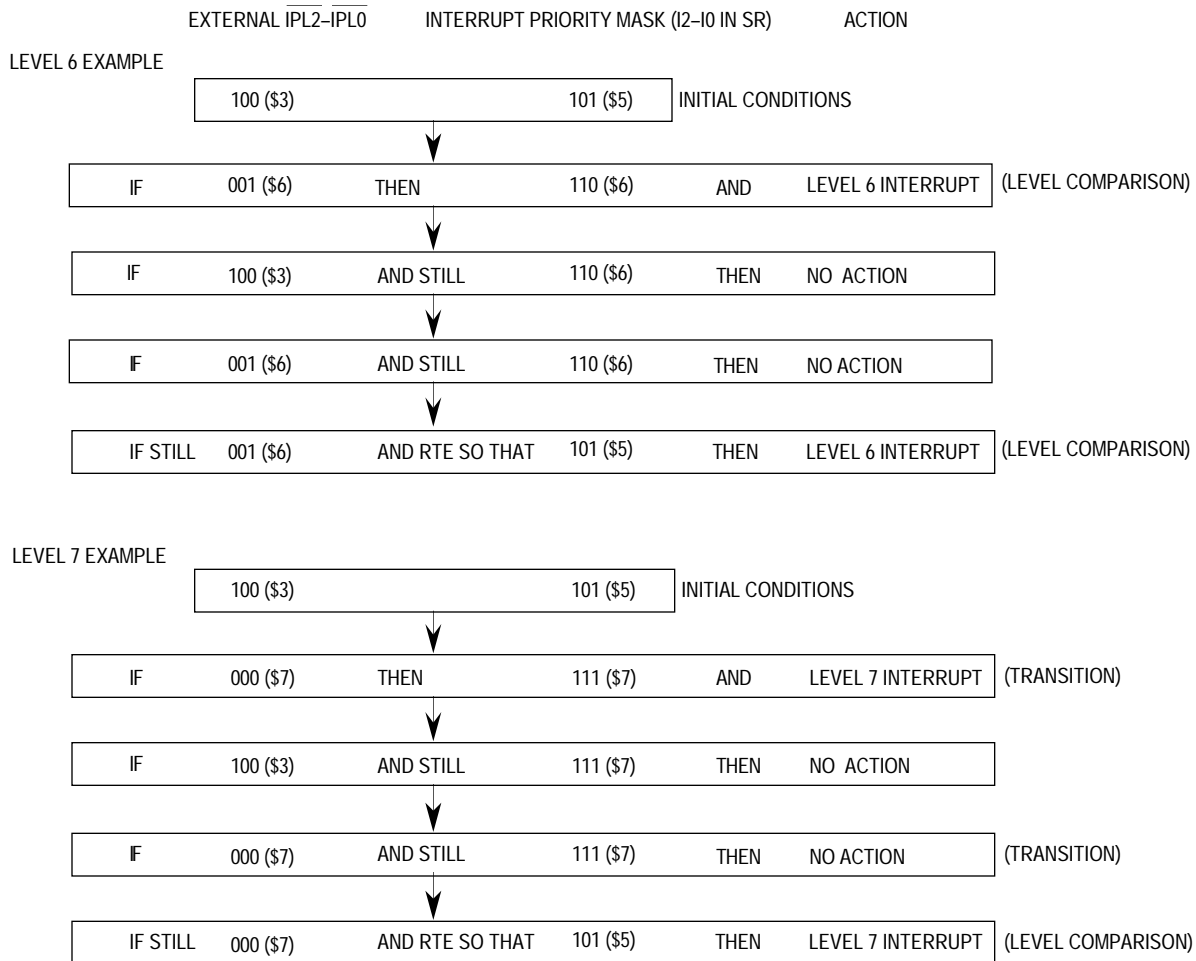 EXTERNAL IPL2–IPL0 INTERRUPT PRIORITY MASK (I2–I0 IN SR) ACTION
LEVEL 6 EXAMPLE
100 ($3) 101 ($5) INITIAL CONDITIONS
IF 001 ($6) THEN 110 ($6) AND LEVEL 6 INTERRUPT (LEVEL COMPARISON)
IF 100 ($3) AND STILL 110 ($6) THEN NO ACTION
IF 001 ($6) AND STILL 110 ($6) THEN NO ACTION
IF STILL 001 ($6) AND RTE SO THAT 101 ($5) THEN LEVEL 6 INTERRUPT (LEVEL COMPARISON)
LEVEL 7 EXAMPLE
100 ($3) 101 ($5) INITIAL CONDITIONS
IF 000 ($7) THEN 111 ($7) AND LEVEL 7 INTERRUPT (TRANSITION)
IF 100 ($3) AND STILL 111 ($7) THEN NO ACTION
IF 000 ($7) AND STILL 111 ($7) THEN NO ACTION (TRANSITION)
IF STILL 000 ($7) AND RTE SO THAT 101 ($5) THEN LEVEL 7 INTERRUPT (LEVEL COMPARISON)